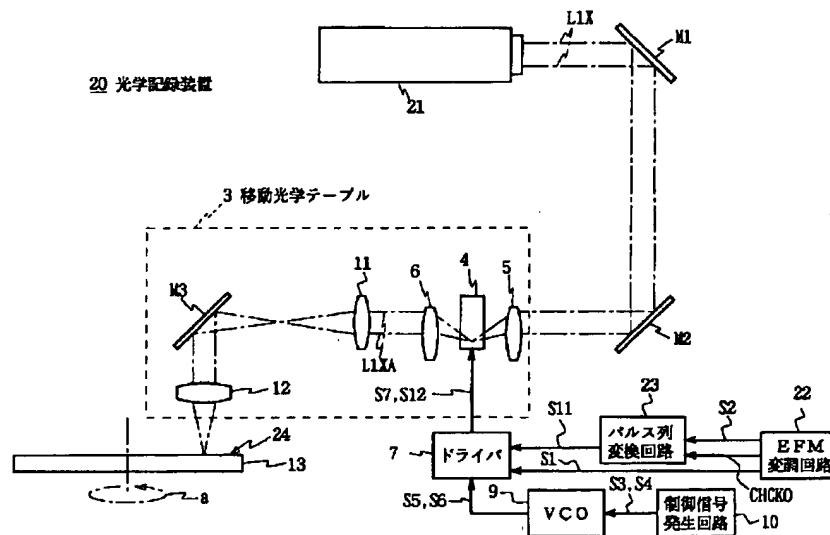 L1X
M1
20 光学記録装置
21
3 移動光学テーブル
M3
11
6
4
5
L1XA
M2
12
S7,S12
24
13
a
7
ドライバ
S11
23
パルス列
変換回路
S2
22
EFM
変調回路
S1
CHCKO
S5,S6
9
VCO
S3,S4
制御信号
発生回路
10